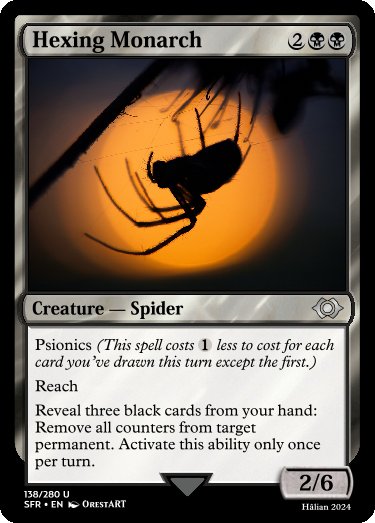 Hexing Monarch 2
Creature — Spider
Psionics (This spell costs 1 less to cost for each
card you've drawn this turn except the first.)
Reach
Reveal three black cards from your hand:
Remove all counters from target
permanent. Activate this ability only once
per turn.
2/6
138/280 U
SFR • EN OrestART
Hålian 2024